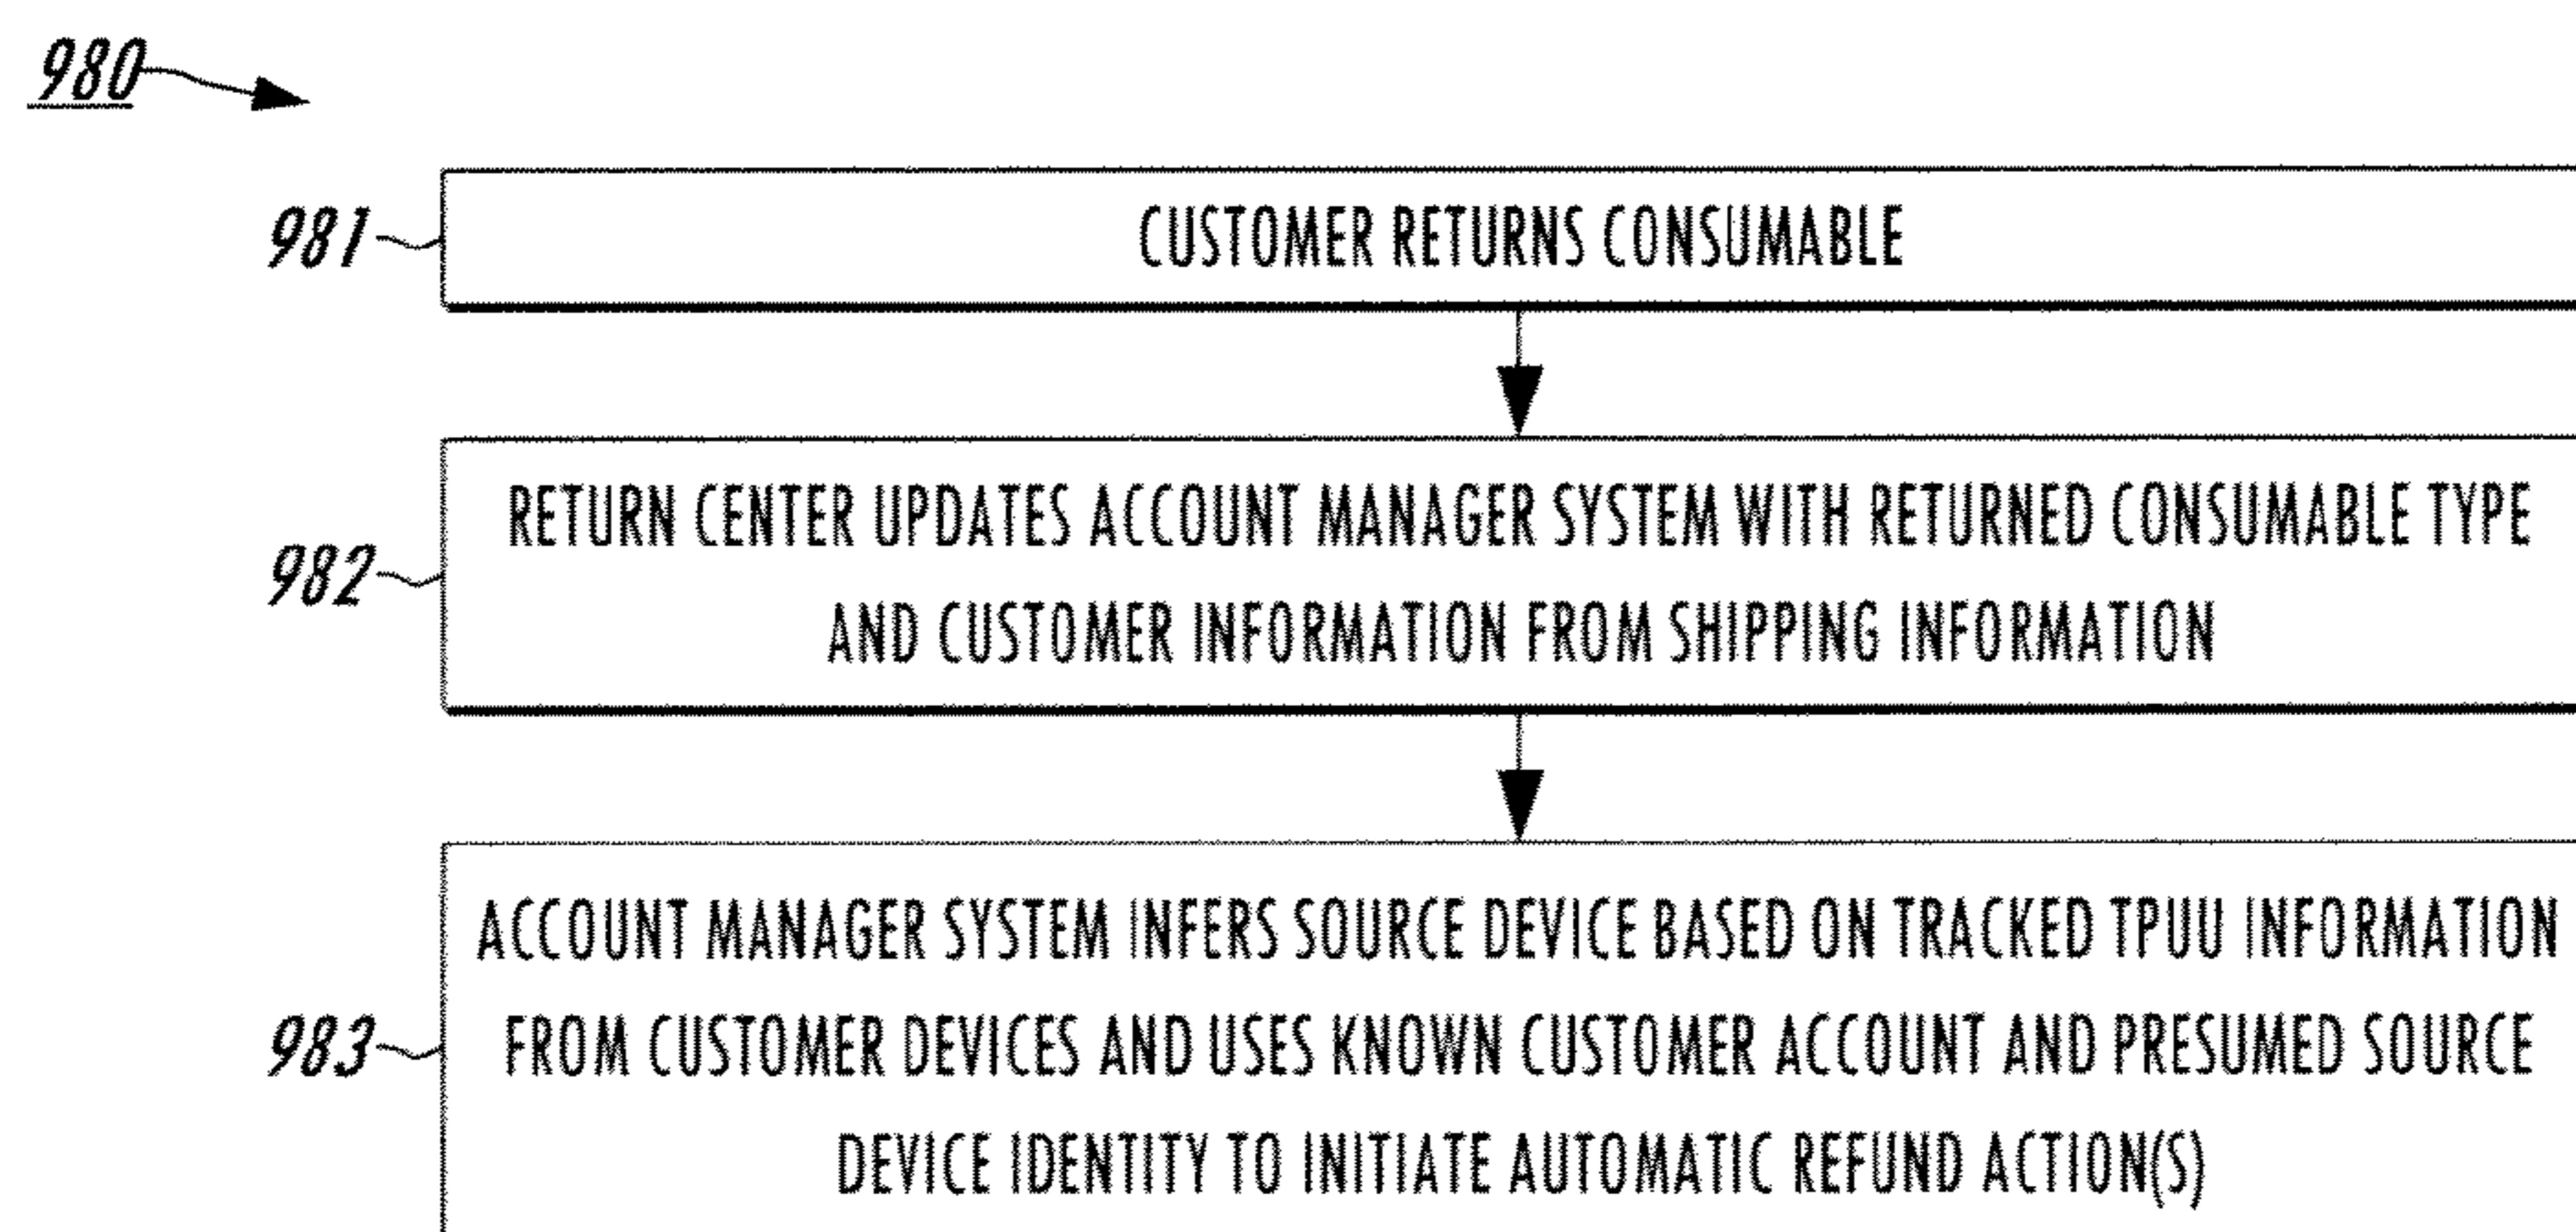 980
981
CUSTOMER RETURNS CONSUMABLE
982
RETURN CENTER UPDATES ACCOUNT MANAGER SYSTEM WITH RETURNED CONSUMABLE TYPE
AND CUSTOMER INFORMATION FROM SHIPPING INFORMATION
983
ACCOUNT MANAGER SYSTEM INFERS SOURCE DEVICE BASED ON TRACKED TPUU INFORMATION
FROM CUSTOMER DEVICES AND USES KNOWN CUSTOMER ACCOUNT AND PRESUMED SOURCE
DEVICE IDENTITY TO INITIATE AUTOMATIC REFUND ACTION(S)